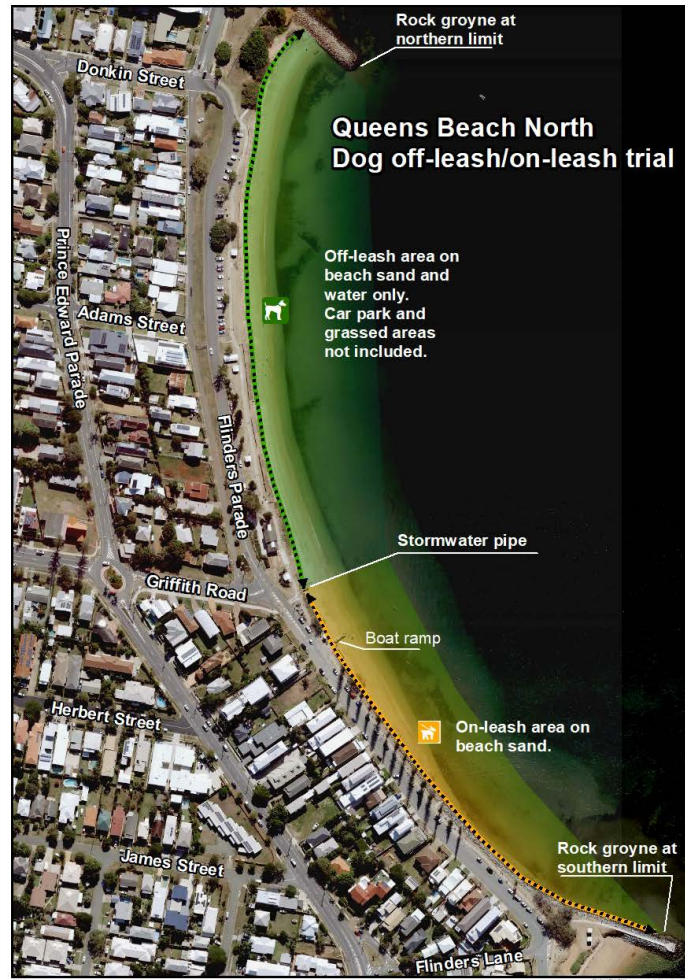 Rock groyne at
northern limit
Donkin Street
Queens Beach North
Dog off-leash/on-leash trial
Prince Edward Parade
Off-leash area on
beach sand and
water only.
Car park and
grassed areas
not included.
Adams Street
Flinders Parade
Stormwater pipe
Griffith Road
Boat ramp
Herbert Street
On-leash area on
beach sand.
James Street
Rock groyne at
southern limit
Flinders Lane